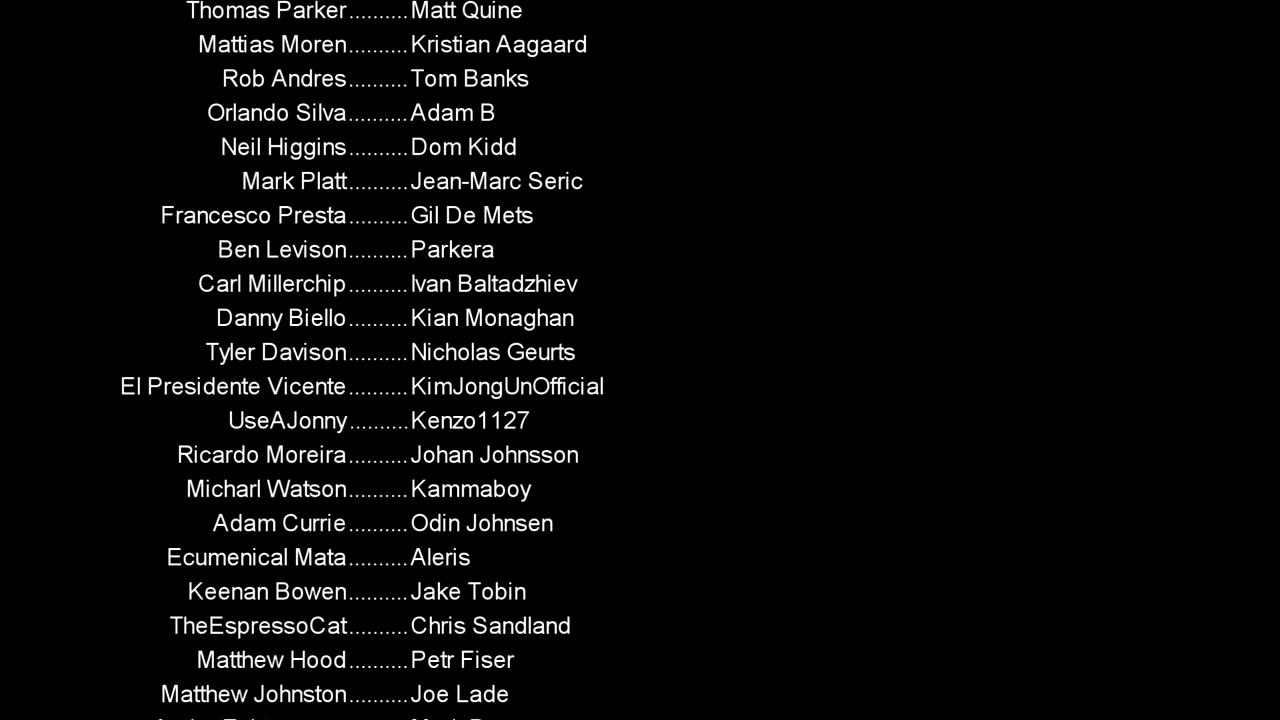 Thomas Parker..........Matt Quine
Mattias Moren..........Kristian Aagaard
Rob Andres..........Tom Banks
Orlando Silva..........Adam B
Neil Higgins..........Dom Kidd
Mark Platt..........Jean-Marc Seric
Francesco Presta..........Gil De Mets
Ben Levison..........Parkera
Carl Millerchip..........Ivan Baltadzhiev
Danny Biello..........Kian Monaghan
Tyler Davison..........Nicholas Geurts
El Presidente Vicente..........KimJongUnOfficial
UseAJonny..........Kenzo1127
Ricardo Moreira..........Johan Johnsson
Micharl Watson..........Kammaboy
Adam Currie..........Odin Johnsen
Ecumenical Mata..........Aleris
Keenan Bowen..........Jake Tobin
TheEspressoCat..........Chris Sandland
Matthew Hood..........Petr Fiser
Matthew Johnston..........Joe Lade